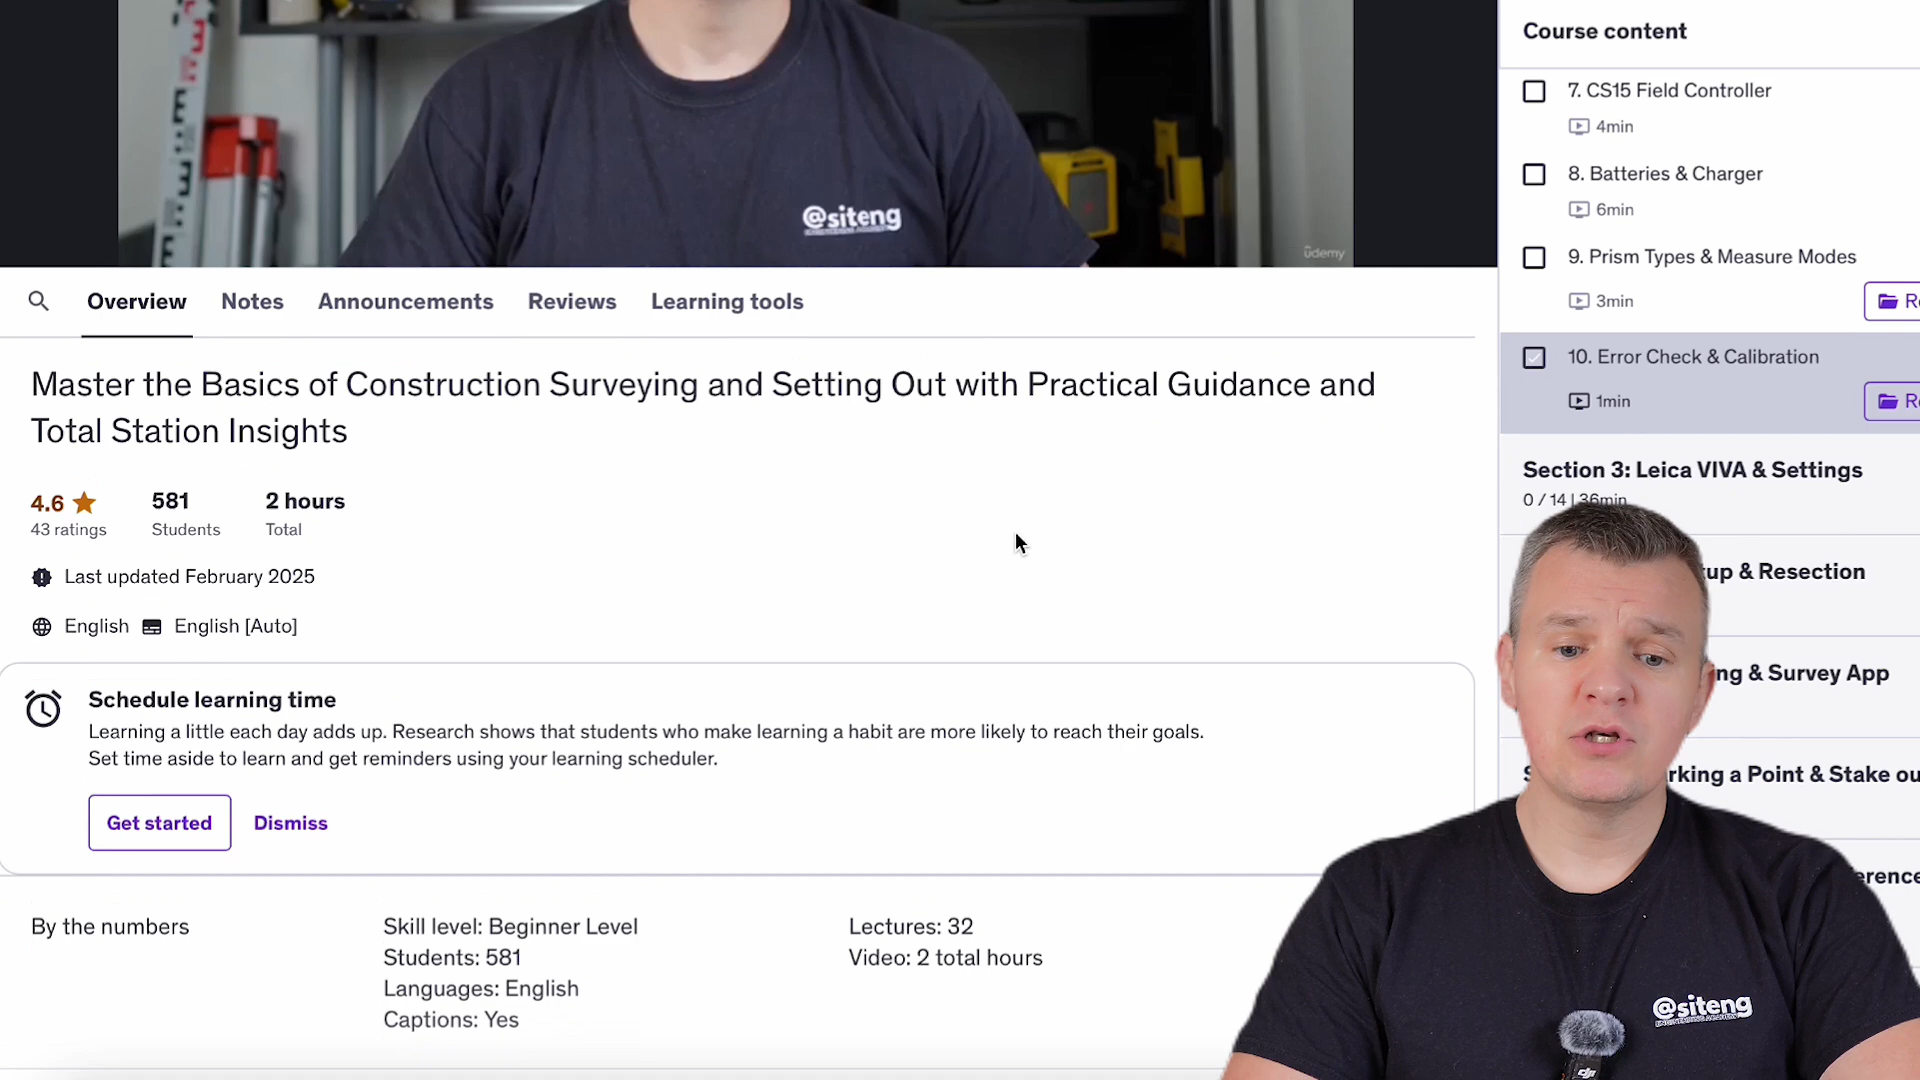 @siteng
udemy
Overview
Notes
Announcements
Reviews
Learning tools
Master the Basics of Construction Surveying and Setting Out with Practical Guidance and
Total Station Insights
4.6
43 ratings
581
Students
2 hours
Total
Last updated February 2025
English
English [Auto]
Schedule learning time
Learning a little each day adds up. Research shows that students who make learning a habit are more likely to reach their goals.
Set time aside to learn and get reminders using your learning scheduler.
Get started
Dismiss
By the numbers
Skill level: Beginner Level
Students: 581
Languages: English
Captions: Yes
Lectures: 32
Video: 2 total hours
Course content
7. CS15 Field Controller
4min
8. Batteries & Charger
6min
9. Prism Types & Measure Modes
3min
10. Error Check & Calibration
1min
Section 3: Leica VIVA & Settings
0 / 14 | 36min
& Resection
& Survey App
a Point & Stake
@siteng